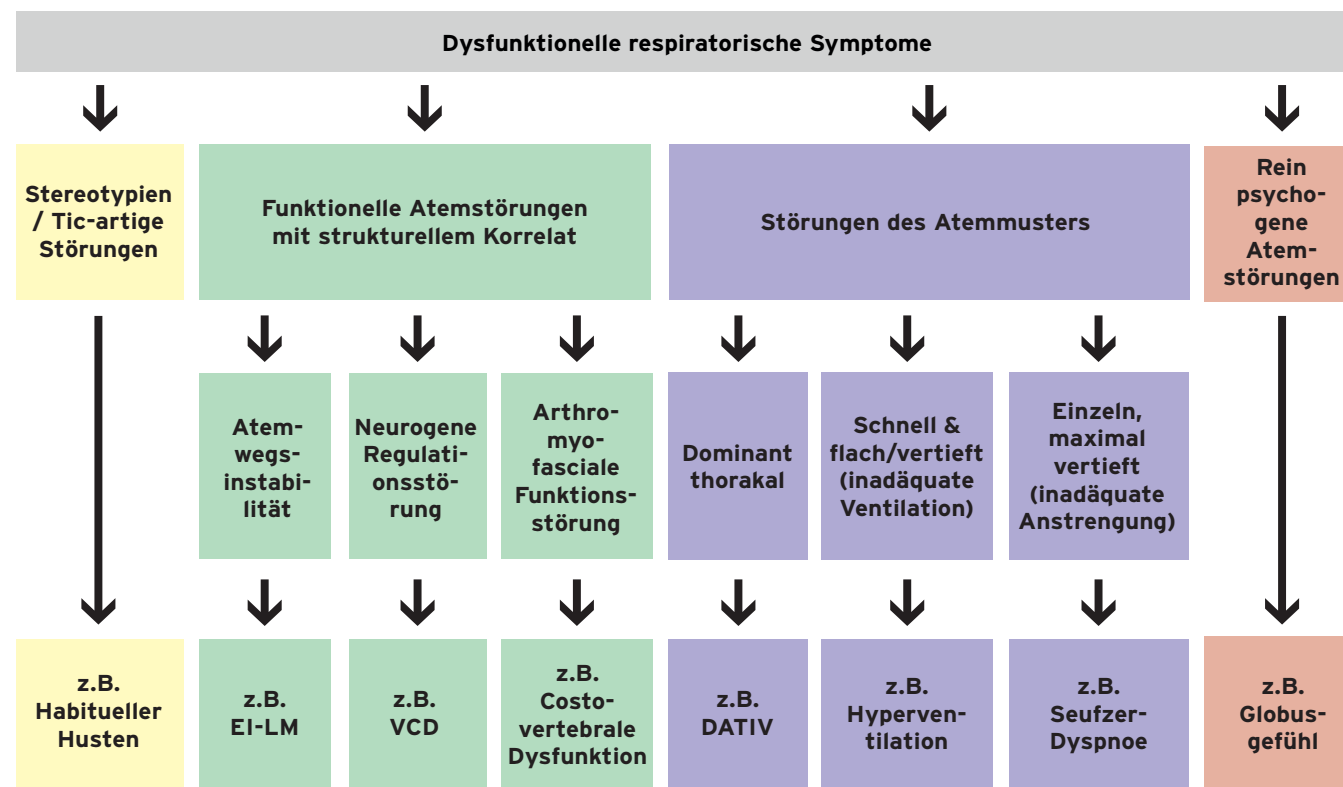 Dysfunktionelle respiratorische Symptome
Stereotypien
/ Tic-artige
Störungen
Funktionelle Atemstörungen
mit strukturellem Korrelat
Störungen des Atemmusters
Rein
psycho-
gene
Atem-
störungen
Atem-
wegs-
instabi-
lität
Neurogene
Regulati-
onsstö-
rung
Arthro-
myo-
fasciale
Funktions-
störung
Dominant
thorakal
Schnell &
flach/vertieft
(inadäquate
Ventilation)
Einzeln,
maximal
vertieft
(inadäquate
Anstrengung)
z.B.
Habitueller
Husten
z.B.
EI-LM
z.B.
VCD
z.B.
Costo-
vertebrale
Dysfunktion
z.B.
DATIV
z.B.
Hyperven-
tilation
z.B.
Seufzer-
Dyspnoe
z.B.
Globus-
gefühl